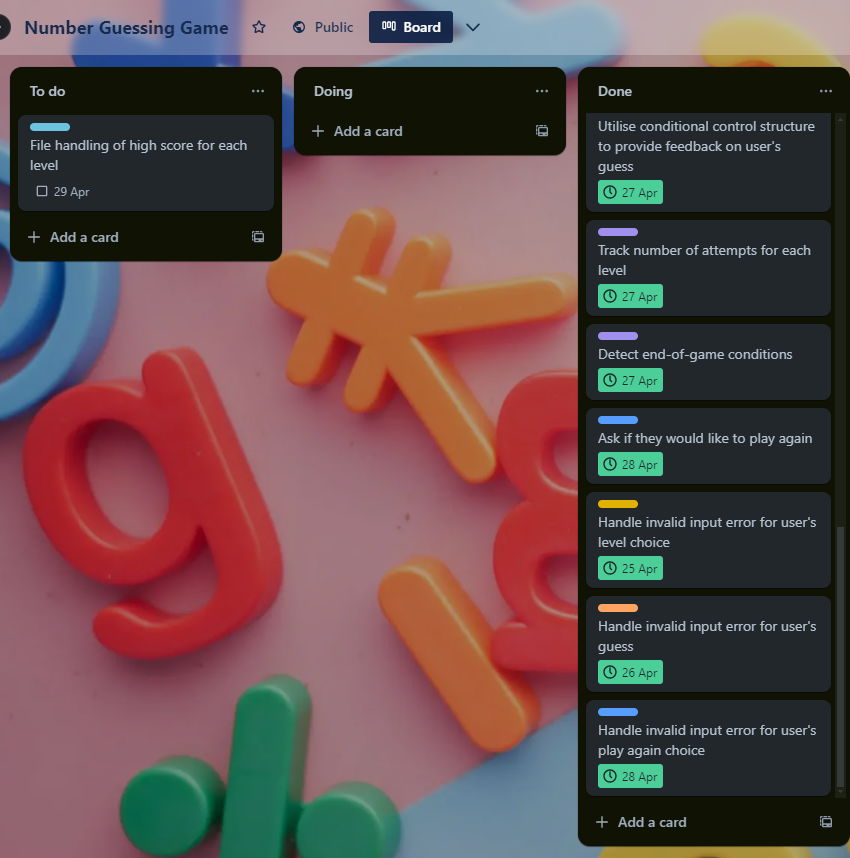 Number Guessing Game
Public
Board
To do
File handling of high score for each
level
29 Apr
Add a card
Doing
Add a card
Done
Utilise conditional control structure
to provide feedback on user's
guess
27 Apr
Track number of attempts for each
level
27 Apr
Detect end-of-game conditions
27 Apr
Ask if they would like to play again
28 Apr
Handle invalid input error for user's
level choice
25 Apr
Handle invalid input error for user's
guess
26 Apr
Handle invalid input error for user's
play again choice
28 Apr
Add a card